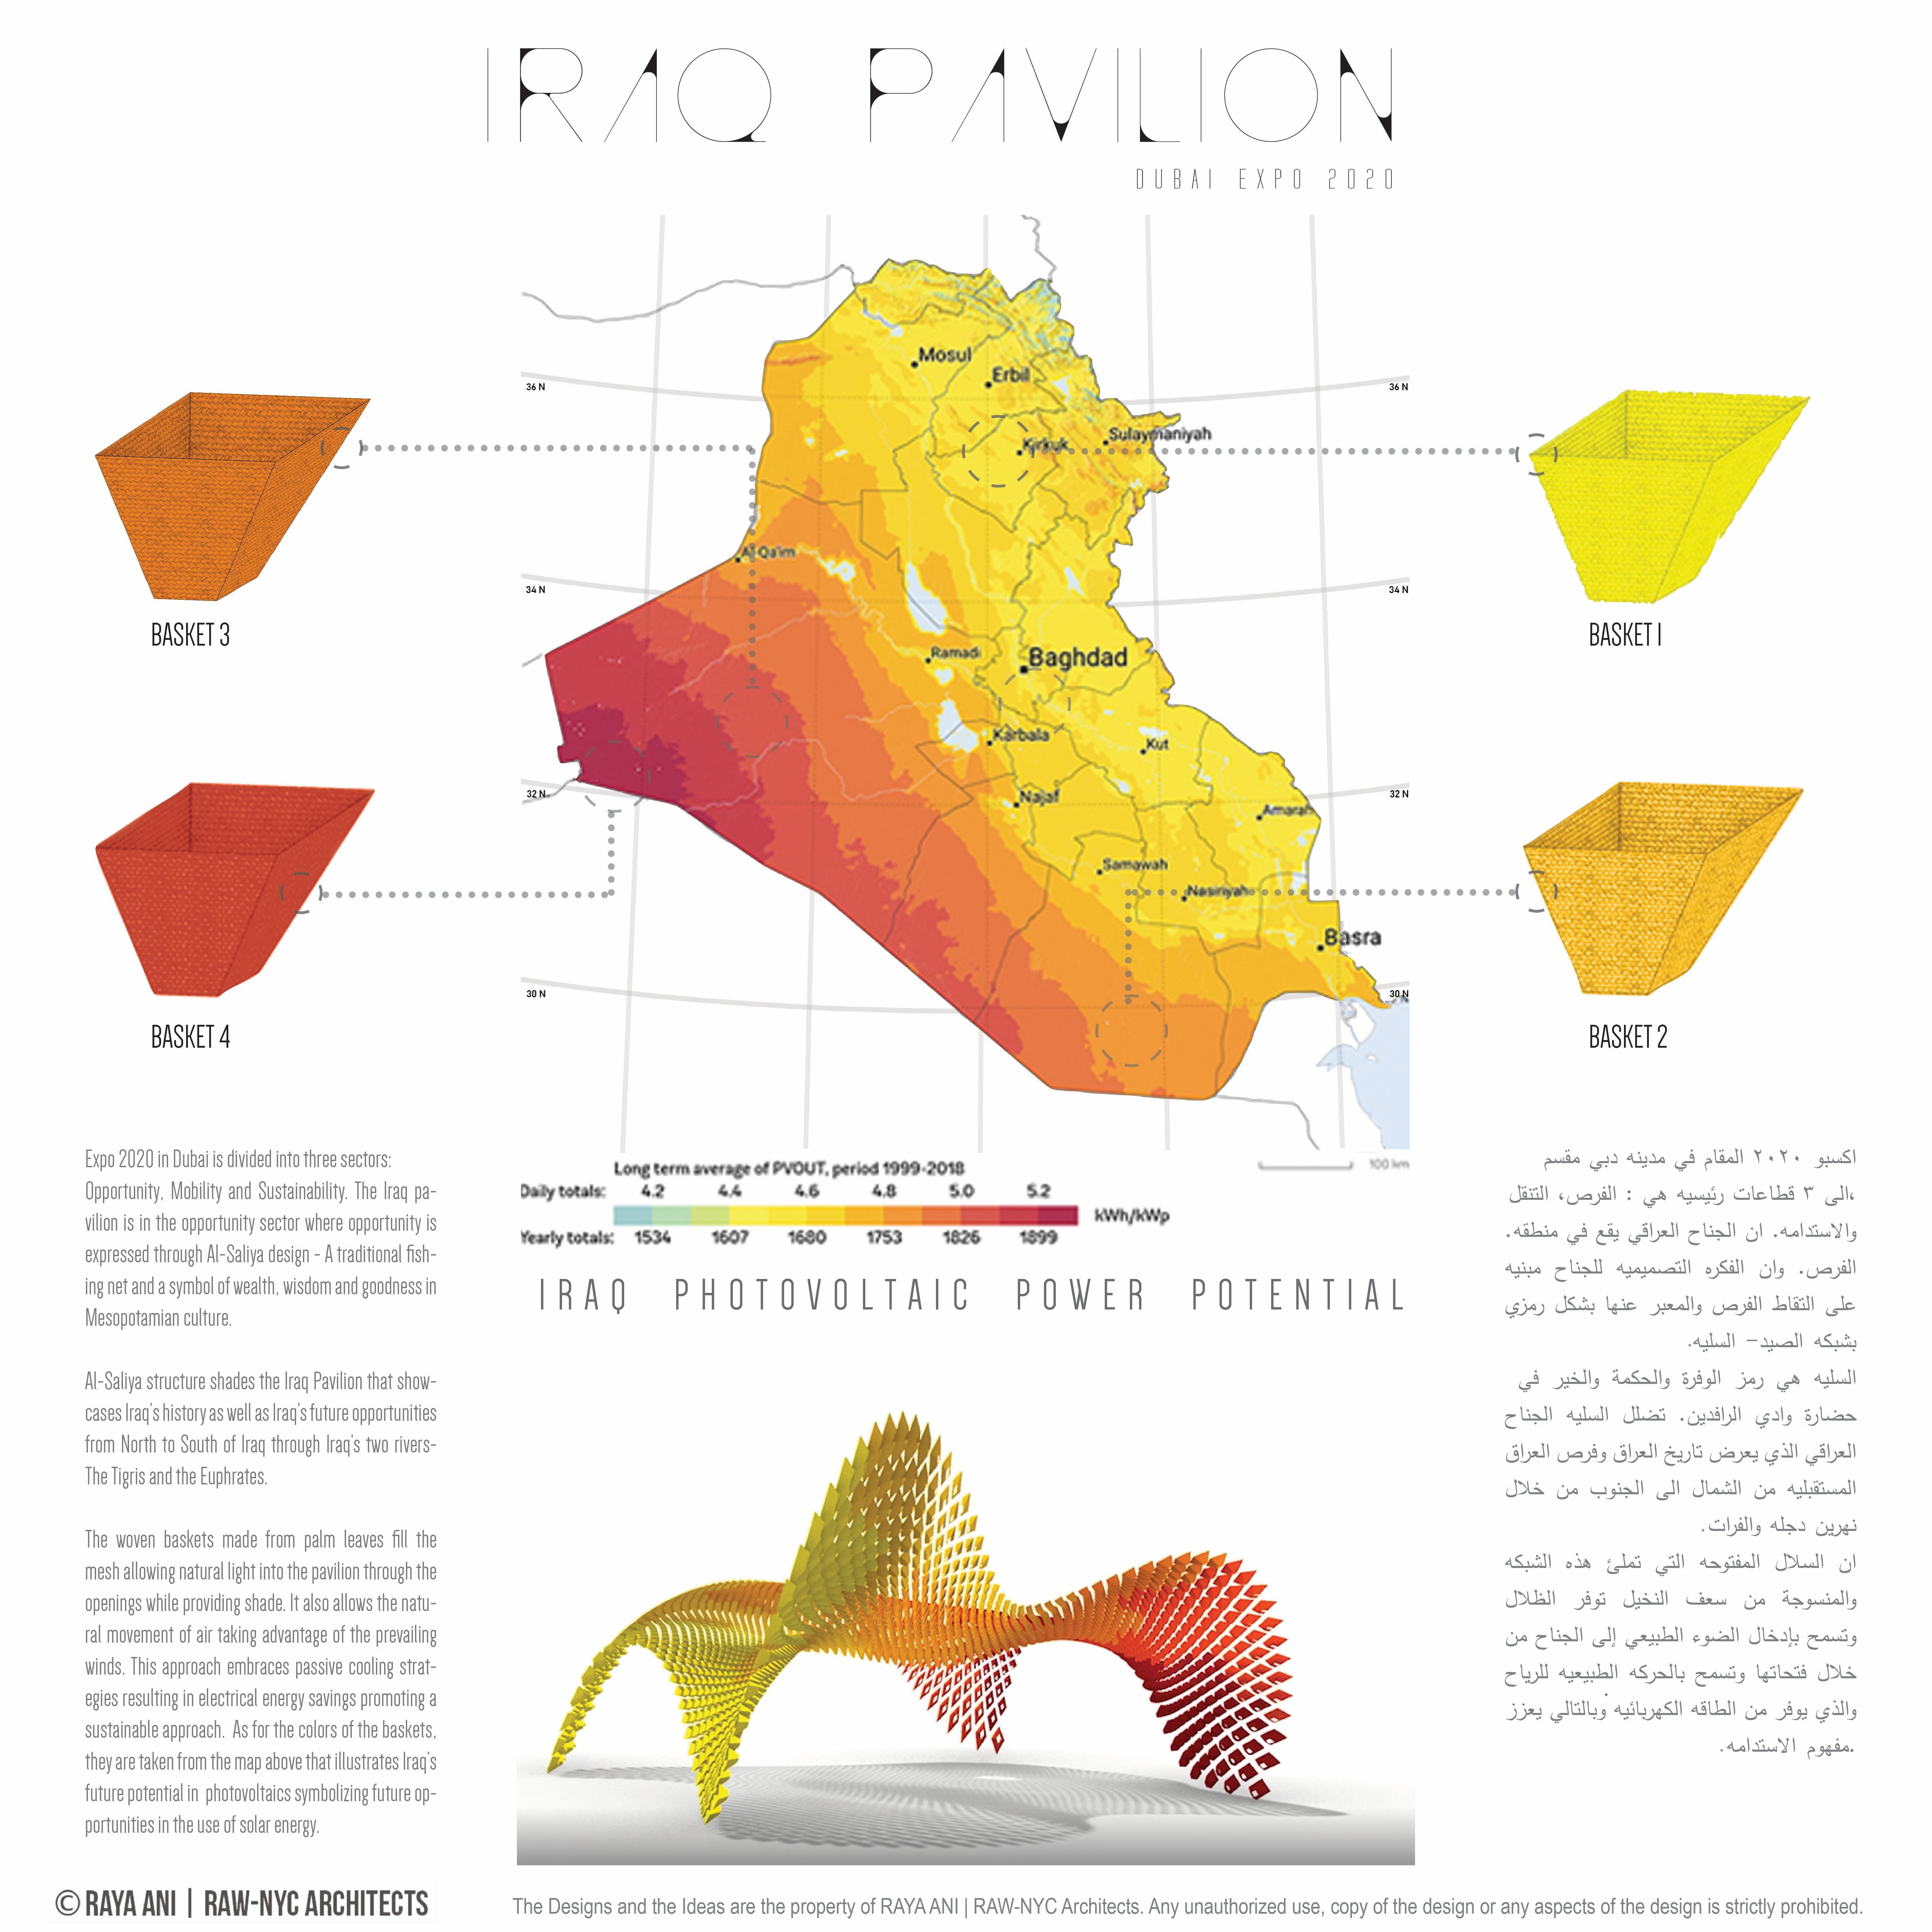 IRAQ PAVILION
DUBAI EXPO 2020
36 N
36 N
34 N
34 N
32 N
32 N
30 N
30 N
Mosul
Erbil
Kirkuk
Sulaymaniyah
Al-Qa'im
Ramadi
Baghdad
Karbala
Kut
Najaf
Amarah
Samawah
Nasiriyah
Basra
BASKET 3
BASKET 1
BASKET 4
BASKET 2
Long term average of PVOUT, period 1999-2018
100 km
Daily totals: 4.2 4.4 4.6 4.8 5.0 5.2
kWh/kWp
Yearly totals: 1534 1607 1680 1753 1826 1899
IRAQ PHOTOVOLTAIC POWER POTENTIAL
Expo 2020 in Dubai is divided into three sectors:
Opportunity, Mobility and Sustainability. The Iraq pa-
vilion is in the opportunity sector where opportunity is
expressed through Al-Saliya design - A traditional fish-
ing net and a symbol of wealth, wisdom and goodness in
Mesopotamian culture.
Al-Saliya structure shades the Iraq Pavilion that show-
cases Iraq's history as well as Iraq's future opportunities
from North to South of Iraq through Iraq's two rivers-
The Tigris and the Euphrates.
The woven baskets made from palm leaves fill the
mesh allowing natural light into the pavilion through the
openings while providing shade. It also allows the natu-
ral movement of air taking advantage of the prevailing
winds. This approach embraces passive cooling strat-
egies resulting in electrical energy savings promoting a
sustainable approach. As for the colors of the baskets,
they are taken from the map above that illustrates Iraq's
future potential in photovoltaics symbolizing future op-
portunities in the use of solar energy.
اكسبو ٢٠٢٠ المقام في مدينه دبي مقسم
،الى ٣ قطاعات رئيسيه هي : الفرص، التنقل
والاستدامه. ان الجناح العراقي يقع في منطقه.
الفرص. وان الفكره التصميميه للجناح مبنيه
على التقاط الفرص والمعبر عنها بشكل رمزي
بشبكه الصيد– السليه.
السليه هي رمز الوفرة والحكمة والخير في
حضارة وادي الرافدين. تضلل السليه الجناح
العراقي الذي يعرض تاريخ العراق وفرص العراق
المستقبليه من الشمال الى الجنوب من خلال
نهرين دجله والفرات.
ان السلال المفتوحه التي تملئ هذه الشبكه
والمنسوجة من سعف النخيل توفر الظلال
وتسمح بإدخال الضوء الطبيعي إلى الجناح من
خلال فتحاتها وتسمح بالحركه الطبيعيه للرياح
والذي يوفر من الطاقه الكهربائيه وبالتالي يعزز
.مفهوم الاستدامه.
© RAYA ANI | RAW-NYC ARCHITECTS
The Designs and the Ideas are the property of RAYA ANI | RAW-NYC Architects. Any unauthorized use, copy of the design or any aspects of the design is strictly prohibited.